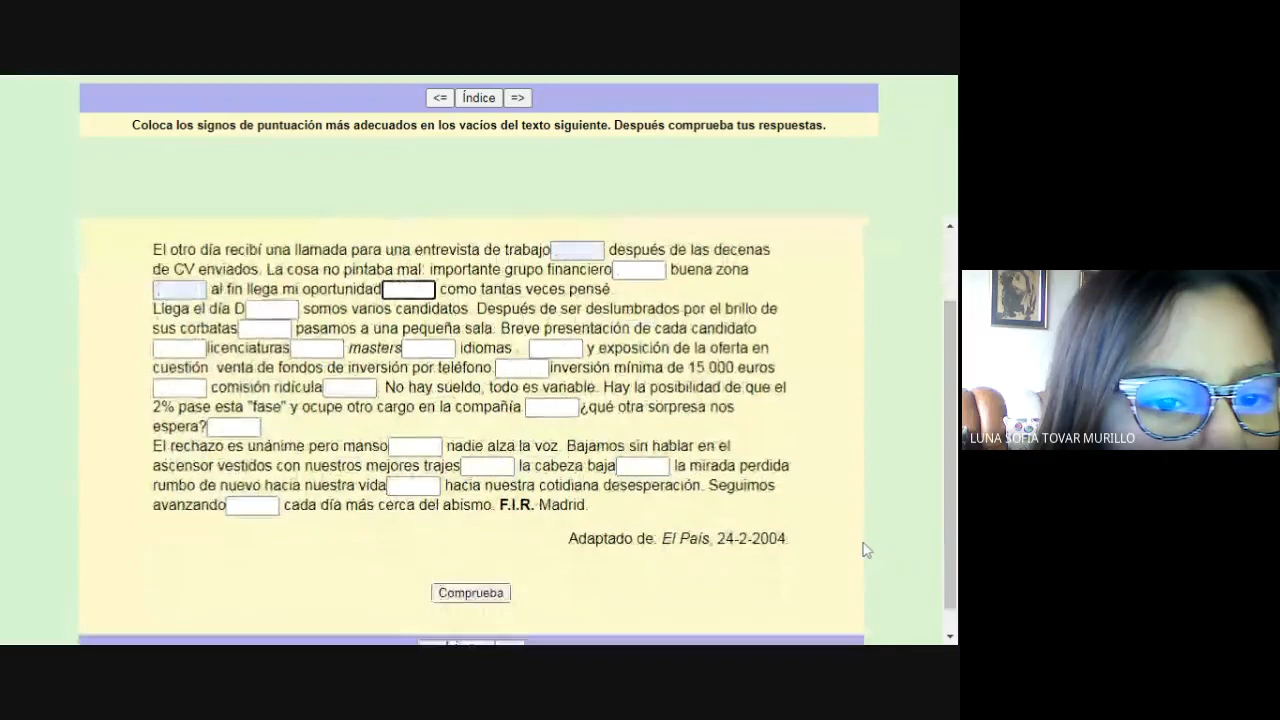 <= Índice =>
Coloca los signos de puntuación más adecuados en los vacíos del texto siguiente. Después comprueba tus respuestas.
El otro día recibí una llamada para una entrevista de trabajo después de las decenas
de CV enviados. La cosa no pintaba mal: importante grupo financiero buena zona
al fin llega mi oportunidad como tantas veces pensé.
Llega el día D somos varios candidatos. Después de ser deslumbrados por el brillo de
sus corbatas pasamos a una pequeña sala. Breve presentación de cada candidato
licenciaturas masters idiomas y exposición de la oferta en
cuestión: venta de fondos de inversión por teléfono inversión mínima de 15 000 euros
comisión ridícula. No hay sueldo, todo es variable. Hay la posibilidad de que el
2% pase esta "fase" y ocupe otro cargo en la compañía ¿qué otra sorpresa nos
espera?
El rechazo es unánime pero manso nadie alza la voz. Bajamos sin hablar en el
ascensor vestidos con nuestros mejores trajes la cabeza baja la mirada perdida
rumbo de nuevo hacia nuestra vida hacia nuestra cotidiana desesperación. Seguimos
avanzando cada día más cerca del abismo. F.I.R. Madrid.
Adaptado de: El País, 24-2-2004.
Comprueba
LUNA SOFIA TOVAR MURILLO